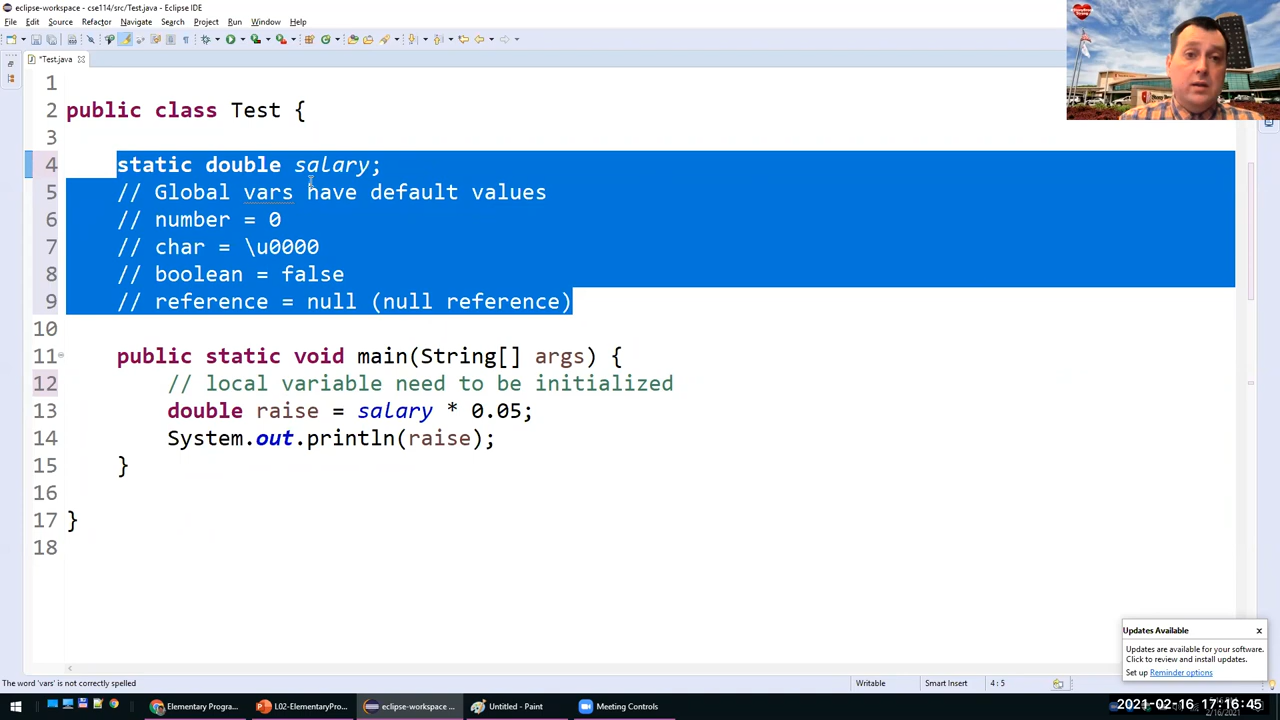 eclipse-workspace - cse114/src/Test.java - Eclipse IDE
File Edit Source Refactor Navigate Search Project Run Window Help
*Test.java
1
2 public class Test {
3
4 static double salary;
5 // Global vars have default values
6 // number = 0
7 // char = \u0000
8 // boolean = false
9 // reference = null (null reference)
10
11 public static void main(String[] args) {
12 // local variable need to be initialized
13 double raise = salary * 0.05;
14 System.out.println(raise);
15 }
16
17 }
18
Updates Available
Updates are available for your software.
Click to review and install updates.
Set up Reminder options
The word 'vars' is not correctly spelled
Writable
Smart Insert
4 : 5
Elementary Progra...
L02-ElementaryPro...
eclipse-workspace ...
Untitled - Paint
Meeting Controls
2021-02-16 17:16:45